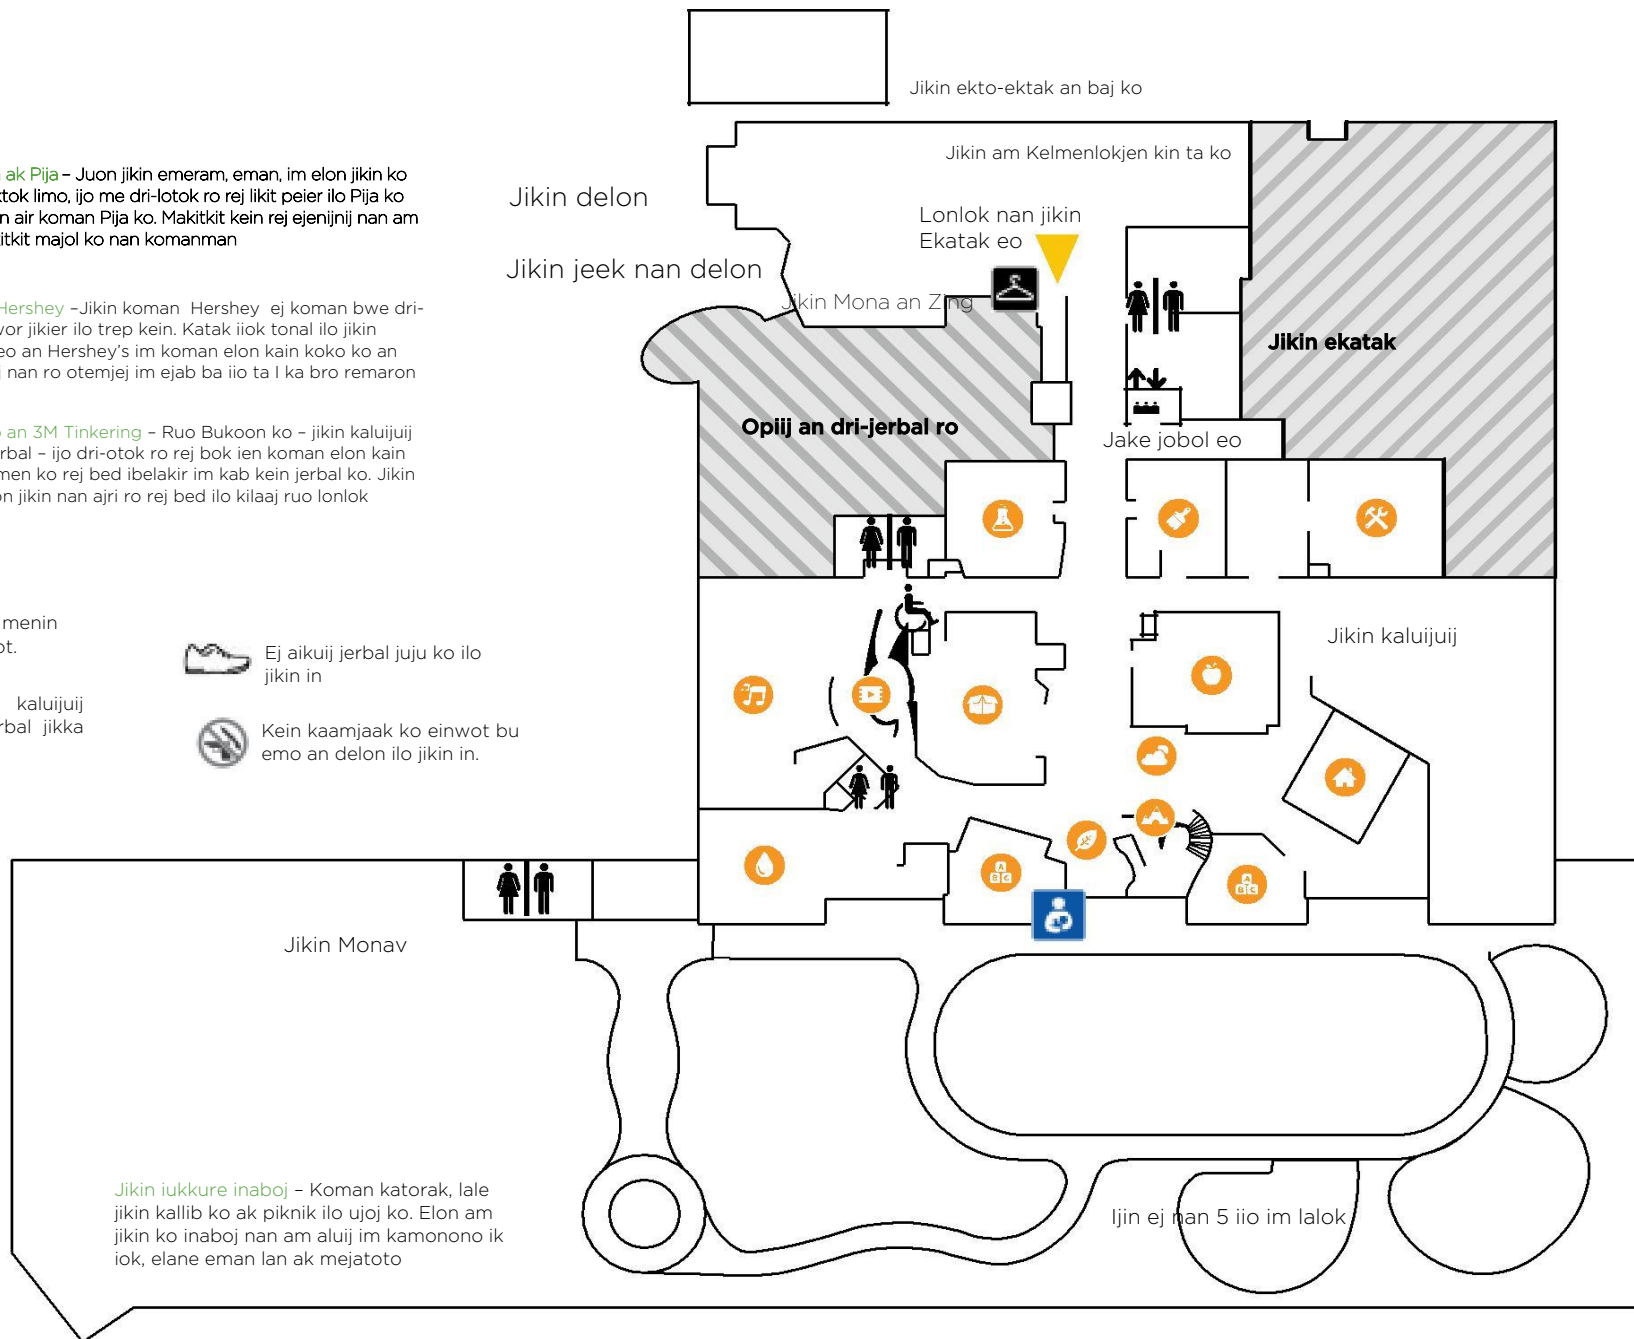 Jikin ekto-ektak an baj ko
Jikin am Kelmenlokjen kin ta ko
ak Pija – Juon jikin emeram, eman, im elon jikin ko
tok limo, ijo me dri-lotok ro rej likit peier ilo Pija ko
n air koman Pija ko. Makitkit kein rej ejenijnij nan am
itkit majol ko nan komanman
Jikin delon
Lonlok nan jikin
Ekatak eo
Jikin jeek nan delon
Jikin Mona an Zing
Hershey –Jikin koman Hershey ej koman bwe dri-
wor jikier ilo trep kein. Katak iiok tonal ilo jikin
eo an Hershey's im koman elon kain koko ko an
j nan ro otemjej im ejab ba iio ta I ka bro remaron
Jikin ekatak
an 3M Tinkering – Ruo Bukoon ko – jikin kaluijuij
rbal – ijo dri-otok ro rej bok ien koman elon kain
men ko rej bed ibelakir im kab kein jerbal ko. Jikin
on jikin nan ajri ro rej bed ilo kilaaj ruo lonlok
Opiij an dri-jerbal ro
Jake jobol eo
menin
ot.
kaluijuij
rbal jikka
Ej aikuij jerbal juju ko ilo
jikin in
Kein kaamjaak ko einwot bu
emo an delon ilo jikin in.
Jikin kaluijuij
A
B C
A
B C
Jikin Monav
Jikin iukkure inaboj – Koman katorak, lale
jikin kallib ko ak piknik ilo ujoj ko. Elon am
jikin ko inaboj nan am aluij im kamonono ik
iok, elane eman lan ak mejatoto
Ijin ej nan 5 iio im lalok